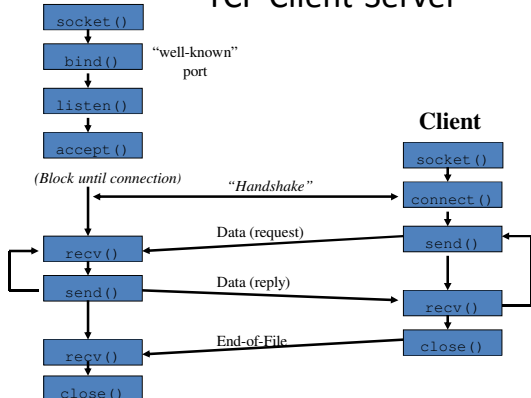 TCP Client-Server
socket()
bind()
"well-known"
port
listen()
accept()
(Block until connection)
"Handshake"
Client
socket()
connect()
Data (request)
send()
recv()
Data (reply)
send()
recv()
End-of-File
recv()
close()
close()